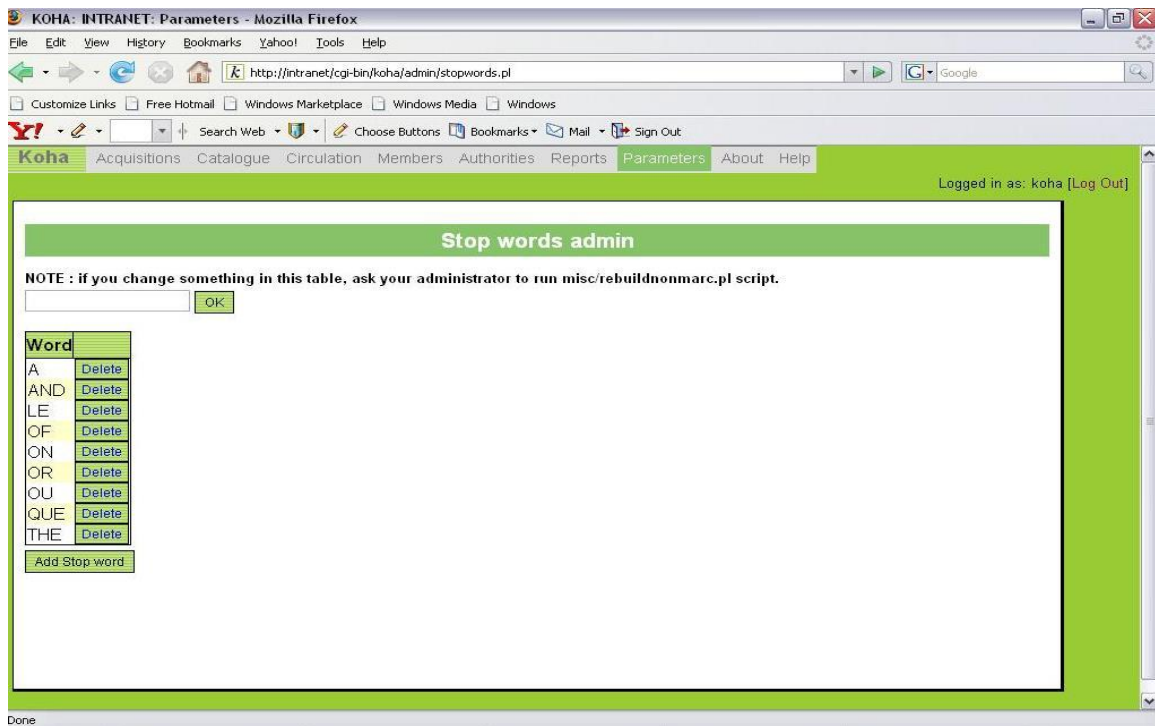 KOHA: INTRANET: Parameters - Mozilla Firefox
File Edit View History Bookmarks Yahoo! Tools Help
k http://intranet/cgi-bin/koha/admin/stopwords.pl G Google
Customize Links Free Hotmail Windows Marketplace Windows Media Windows
Y! Search Web Choose Buttons Bookmarks Mail Sign Out
Koha Acquisitions Catalogue Circulation Members Authorities Reports Parameters About Help
Logged in as: koha [Log Out]
Stop words admin
NOTE : if you change something in this table, ask your administrator to run misc/rebuildnonmarc.pl script.
OK
Word
A Delete
AND Delete
LE Delete
OF Delete
ON Delete
OR Delete
OU Delete
QUE Delete
THE Delete
Add Stop word
Done